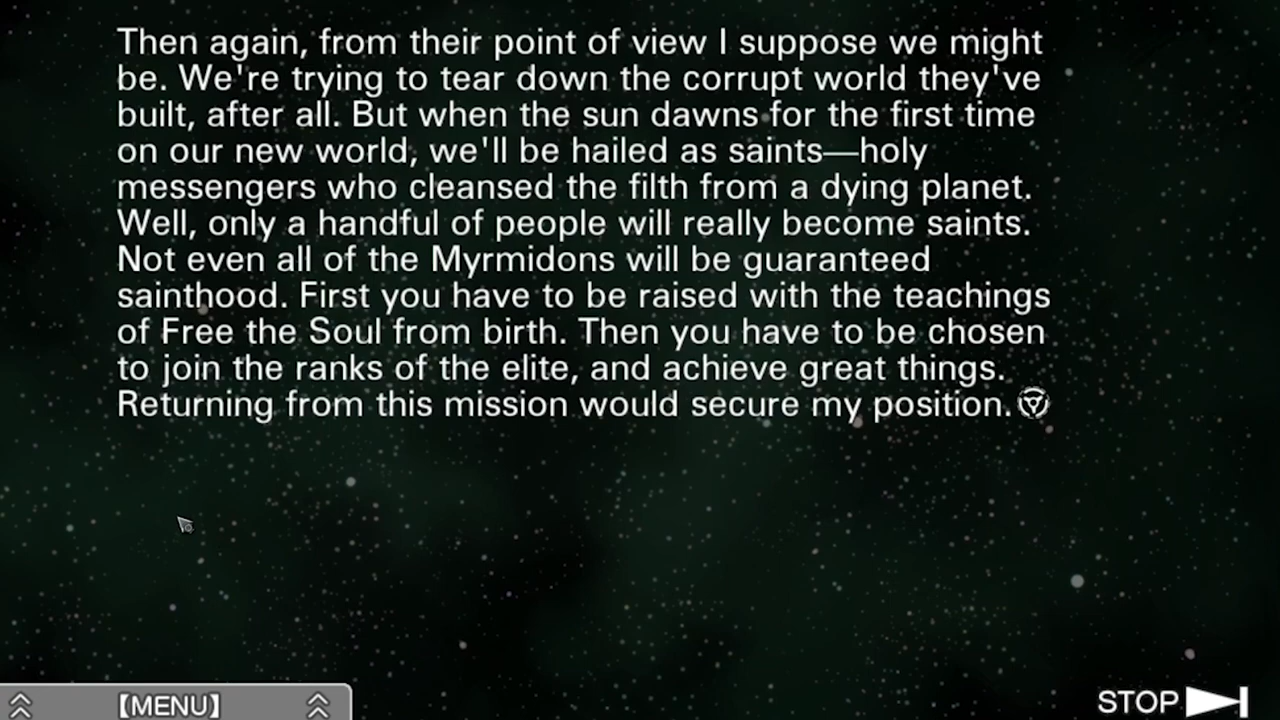 Then again, from their point of view I suppose we might
be. We're trying to tear down the corrupt world they've
built, after all. But when the sun dawns for the first time
on our new world, we'll be hailed as saints—holy
messengers who cleansed the filth from a dying planet.
Well, only a handful of people will really become saints.
Not even all of the Myrmidons will be guaranteed
sainthood. First you have to be raised with the teachings
of Free the Soul from birth. Then you have to be chosen
to join the ranks of the elite, and achieve great things.
Returning from this mission would secure my position.
【MENU】
STOP